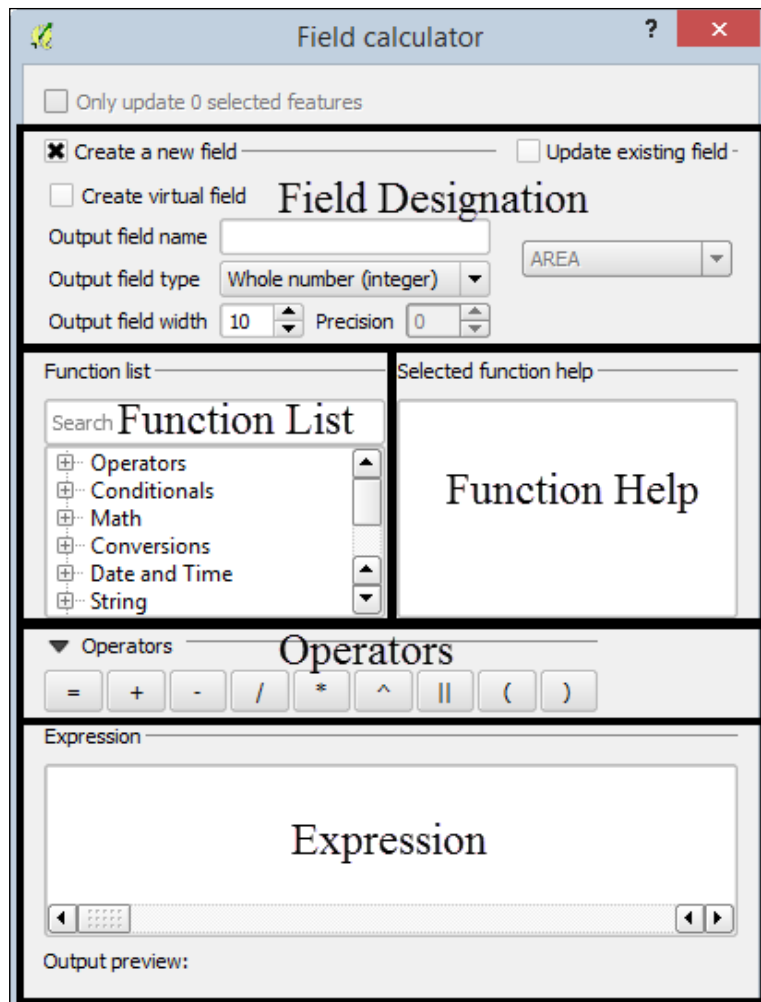 Field calculator ?
Only update 0 selected features
Create a new field Update existing field
Create virtual field
Field Designation
Output field name
AREA
Output field type Whole number (integer)
Output field width 10 Precision 0
Function list Selected function help
Search Function List
Function Help
Operators
Conditionals
Math
Conversions
Date and Time
String
Operators Operators
= + - / * ^ || ( )
Expression
Expression
Output preview: